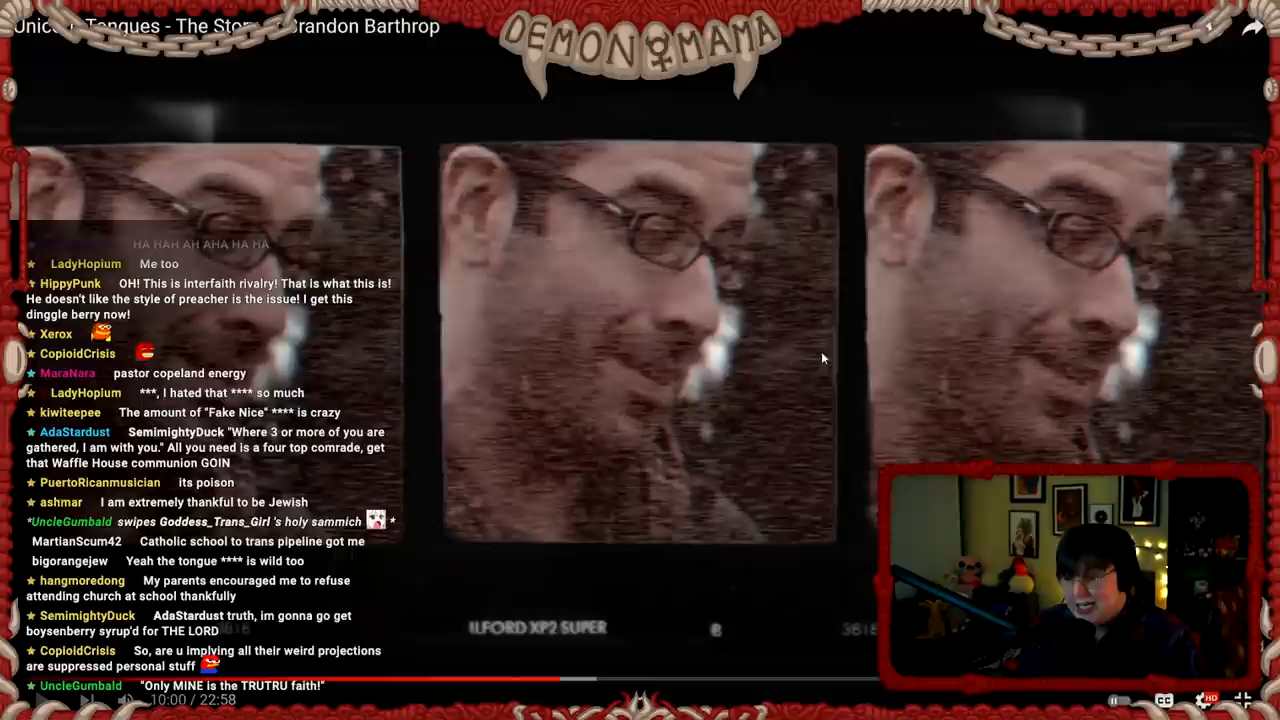 DEMON MAMA
Brandon Barthrop
HA HAH AH AHA HA HA
LadyHopium Me too
HippyPunk OH! This is interfaith rivalry! That is what this is!
He doesn't like the style of preacher is the issue! I get this
dinggle berry now!
Xerox
CopioidCrisis
MaraNara pastor copeland energy
LadyHopium ***, I hated that **** so much
kiwiteepee The amount of "Fake Nice" **** is crazy
AdaStardust SemimightyDuck "Where 3 or more of you are
gathered, I am with you." All you need is a four top comrade, get
that Waffle House communion GOIN
PuertoRicanmusician its poison
ashmar I am extremely thankful to be Jewish
*UncleGumbald swipes Goddess_Trans_Girl 's holy sammich *
MartianScum42 Catholic school to trans pipeline got me
bigorangejew Yeah the tongue **** is wild too
hangmoredong My parents encouraged me to refuse
attending church at school thankfully
SemimightyDuck AdaStardust truth, im gonna go get
boysenberry syrup'd for THE LORD
CopioidCrisis So, are u implying all their weird projections
are suppressed personal stuff
UncleGumbald "Only MINE is the TRUTRU faith!"
ILFORD XP2 SUPER
10:00 / 22:58
CC
HD